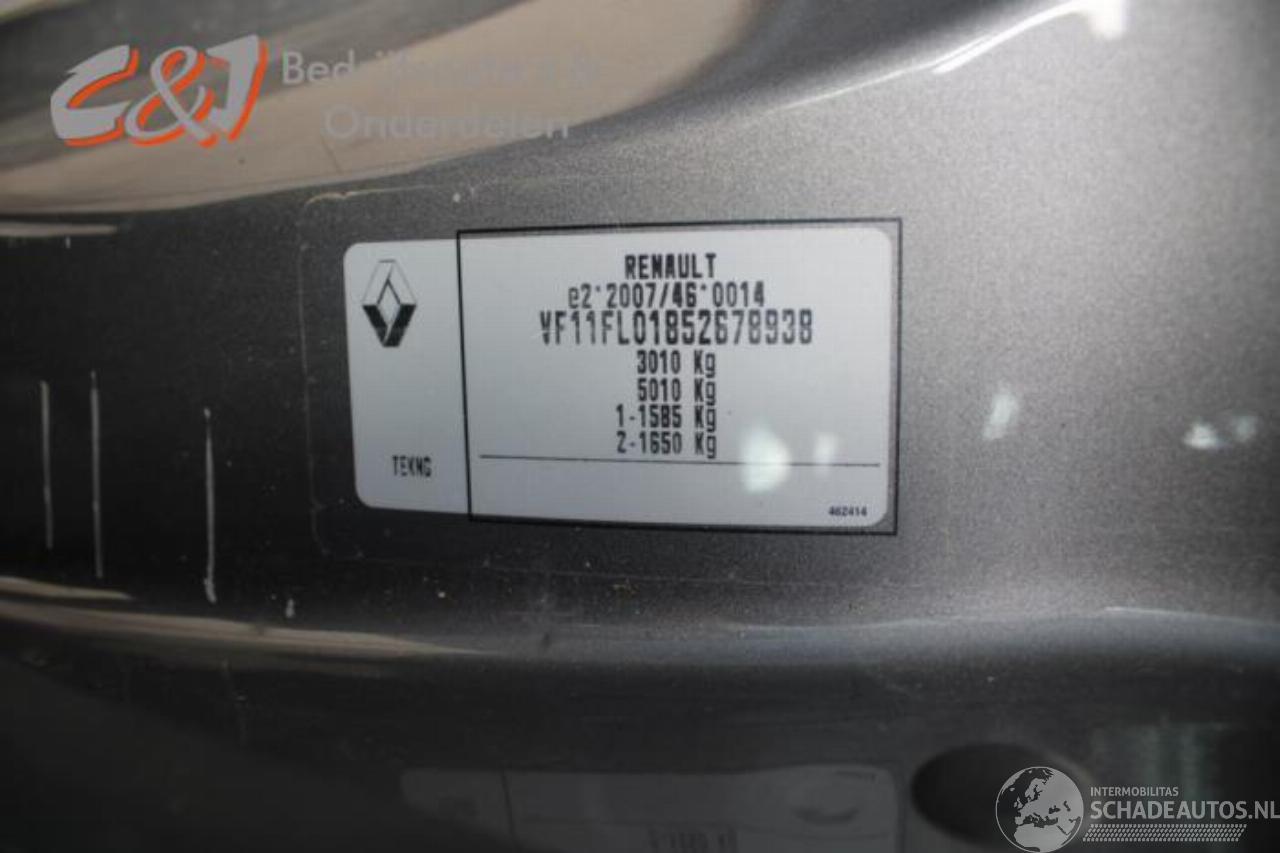 C&J
Onderdelen
RENAULT
e2*2007/46*0014
VF11FL01852678938
3010 Kg
5010 Kg
1-1585 Kg
2-1650 Kg
TEKNG
462414
INTERMOBILITAS
SCHADEAUTOS.NL